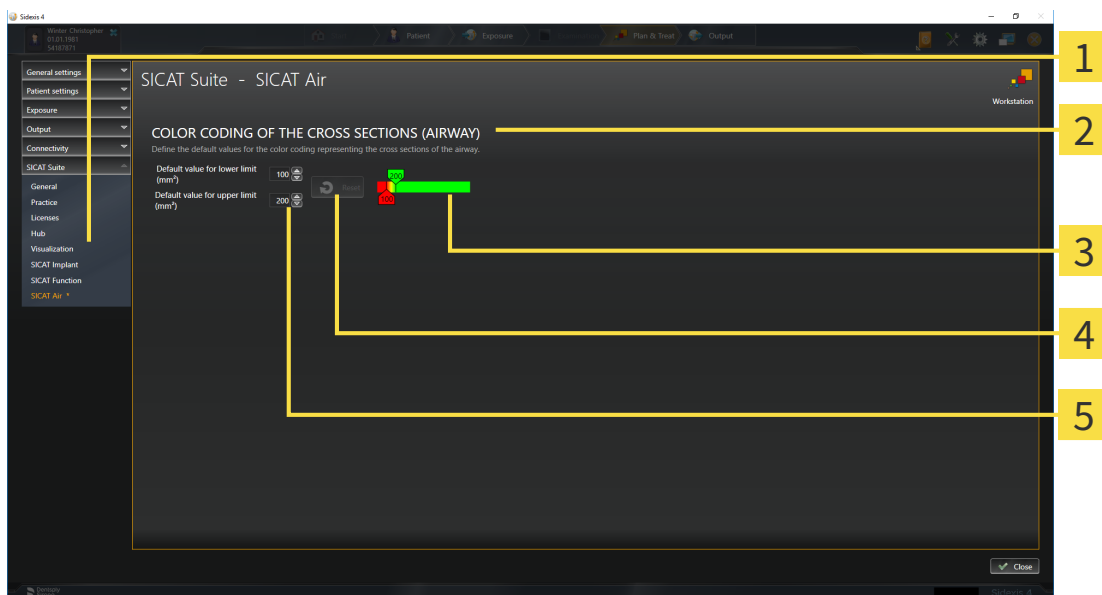 Sidexis 4
Winter Christopher
01.01.1981
54187871
Patient
Exposure
Plan & Treat
Output
General settings
Patient settings
Exposure
Output
Connectivity
SICAT Suite
General
Practice
Licenses
Hub
Visualization
SICAT Implant
SICAT Function
SICAT Air *
SICAT Suite - SICAT Air
Workstation
COLOR CODING OF THE CROSS SECTIONS (AIRWAY)
Define the default values for the color coding representing the cross sections of the airway.
Default value for lower limit
(mm²)
100
Default value for upper limit
(mm²)
200
Reset
200
100
Close
Dentsply
Sidexis 4
1
2
3
4
5